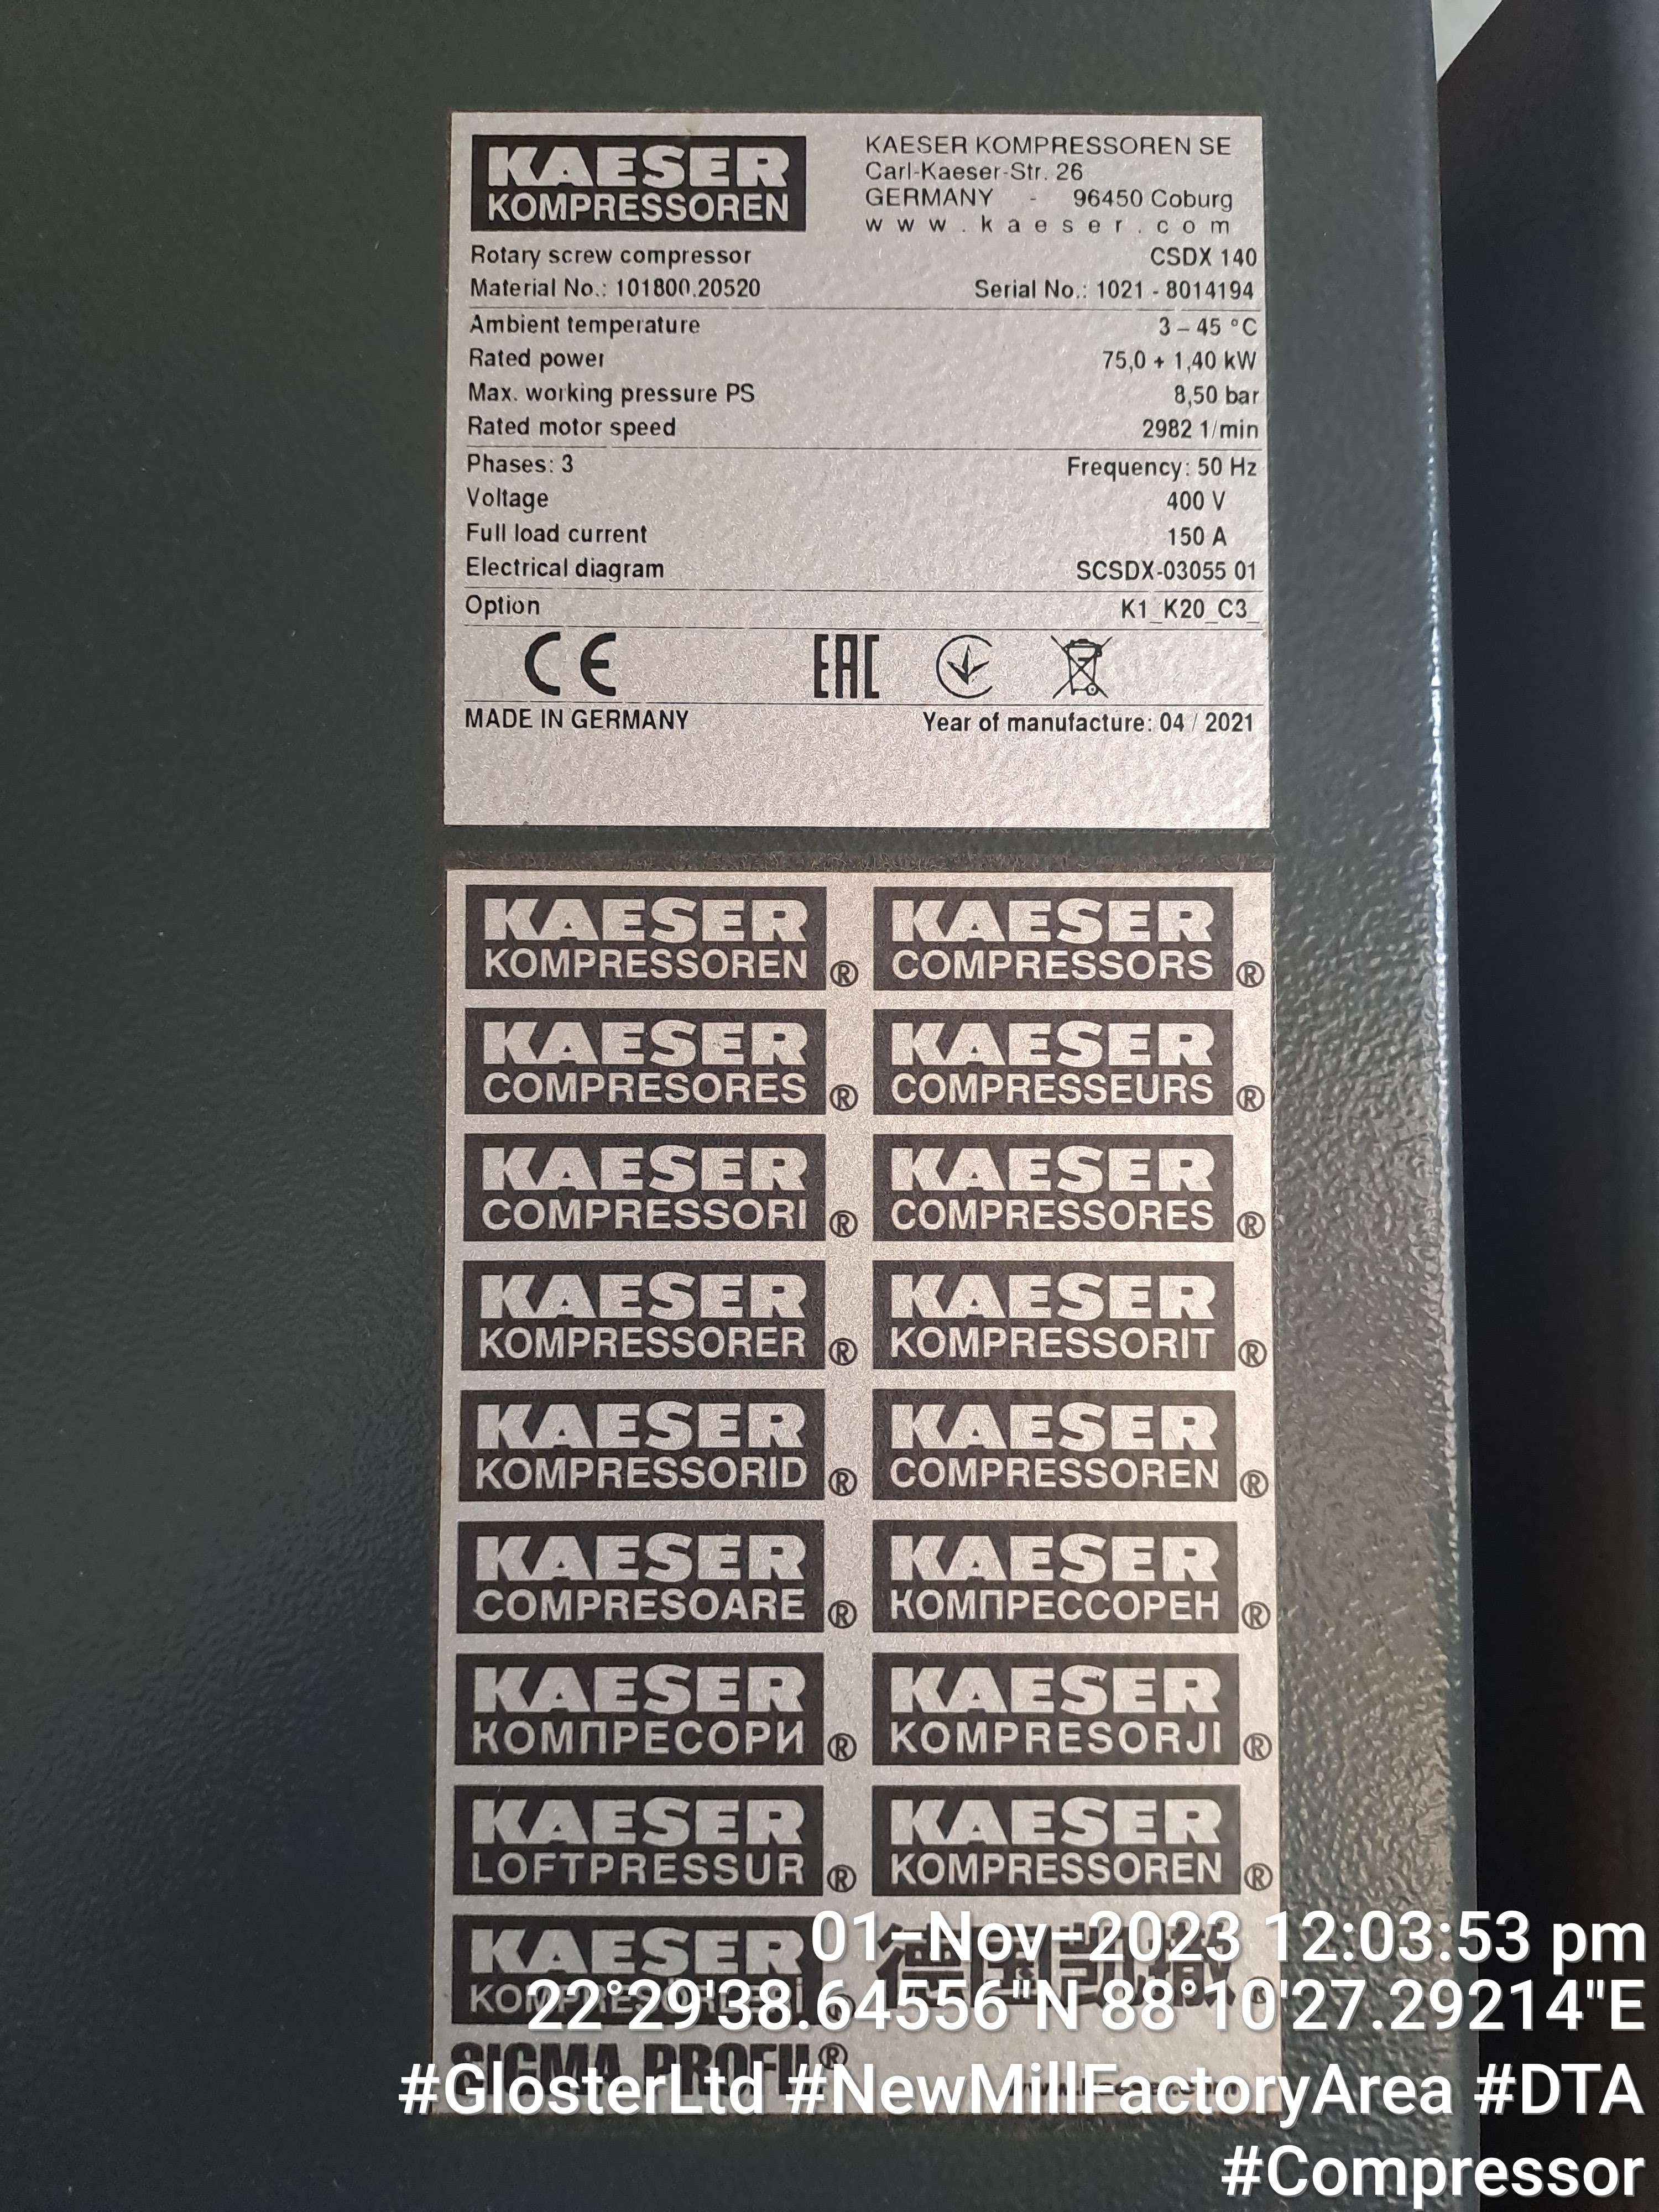 KAESER
KOMPRESSOREN
KAESER KOMPRESSOREN SE
Carl-Kaeser-Str. 26
GERMANY - 96450 Coburg
www.kaeser.com
Rotary screw compressor CSDX 140
Material No.: 101800.20520 Serial No.: 1021 - 8014194
Ambient temperature 3 – 45 °C
Rated power 75,0 + 1,40 kW
Max. working pressure PS 8,50 bar
Rated motor speed 2982 1/min
Phases: 3 Frequency: 50 Hz
Voltage 400 V
Full load current 150 A
Electrical diagram SCSDX-03055 01
Option K1_K20_C3_
CE EAC
MADE IN GERMANY Year of manufacture: 04 / 2021
KAESER KAESER
KOMPRESSOREN ® COMPRESSORS ®
KAESER KAESER
COMPRESORES ® COMPRESSEURS ®
KAESER KAESER
COMPRESSORI ® COMPRESSORES ®
KAESER KAESER
KOMPRESSORER ® KOMPRESSORIT ®
KAESER KAESER
KOMPRESSORID ® COMPRESSOREN ®
KAESER KAESER
COMPRESOARE ® КОМПРЕССОРЕН ®
KAESER KAESER
КОМПРЕСОРИ ® KOMPRESORJI ®
KAESER KAESER
LOFTPRESSUR ® KOMPRESSOREN ®
KAESER
SIGMA PROFIL®
01-Nov-2023 12:03:53 pm
22°29'38.64556"N 88°10'27.29214"E
#GlosterLtd #NewMillFactoryArea #DTA
#Compressor